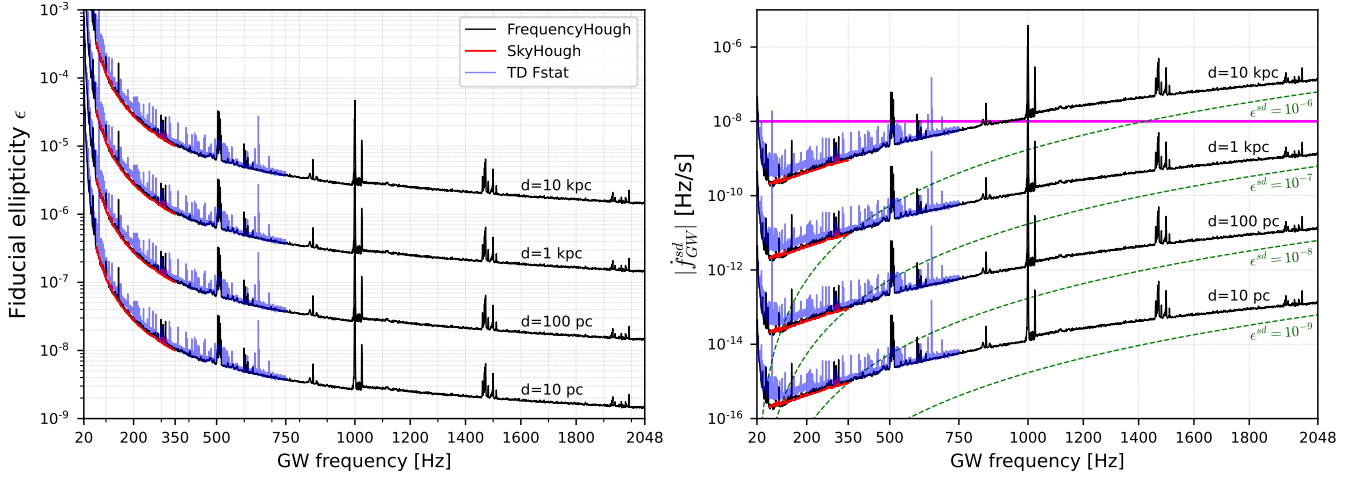 Fiducial ellipticity ϵ
10⁻³
10⁻⁴
10⁻⁵
10⁻⁶
10⁻⁷
10⁻⁸
10⁻⁹
FrequencyHough
SkyHough
TD Fstat
d=10 kpc
d=1 kpc
d=100 pc
d=10 pc
20 200 350 500 750 1000 1200 1400 1600 1800 2048
GW frequency [Hz]
|ḟ_GW^sd| [Hz/s]
10⁻⁶
10⁻⁸
10⁻¹⁰
10⁻¹²
10⁻¹⁴
10⁻¹⁶
d=10 kpc
ϵ^sd = 10⁻⁶
d=1 kpc
ϵ^sd = 10⁻⁷
d=100 pc
ϵ^sd = 10⁻⁸
d=10 pc
ϵ^sd = 10⁻⁹
20 200 350 500 750 1000 1200 1400 1600 1800 2048
GW frequency [Hz]